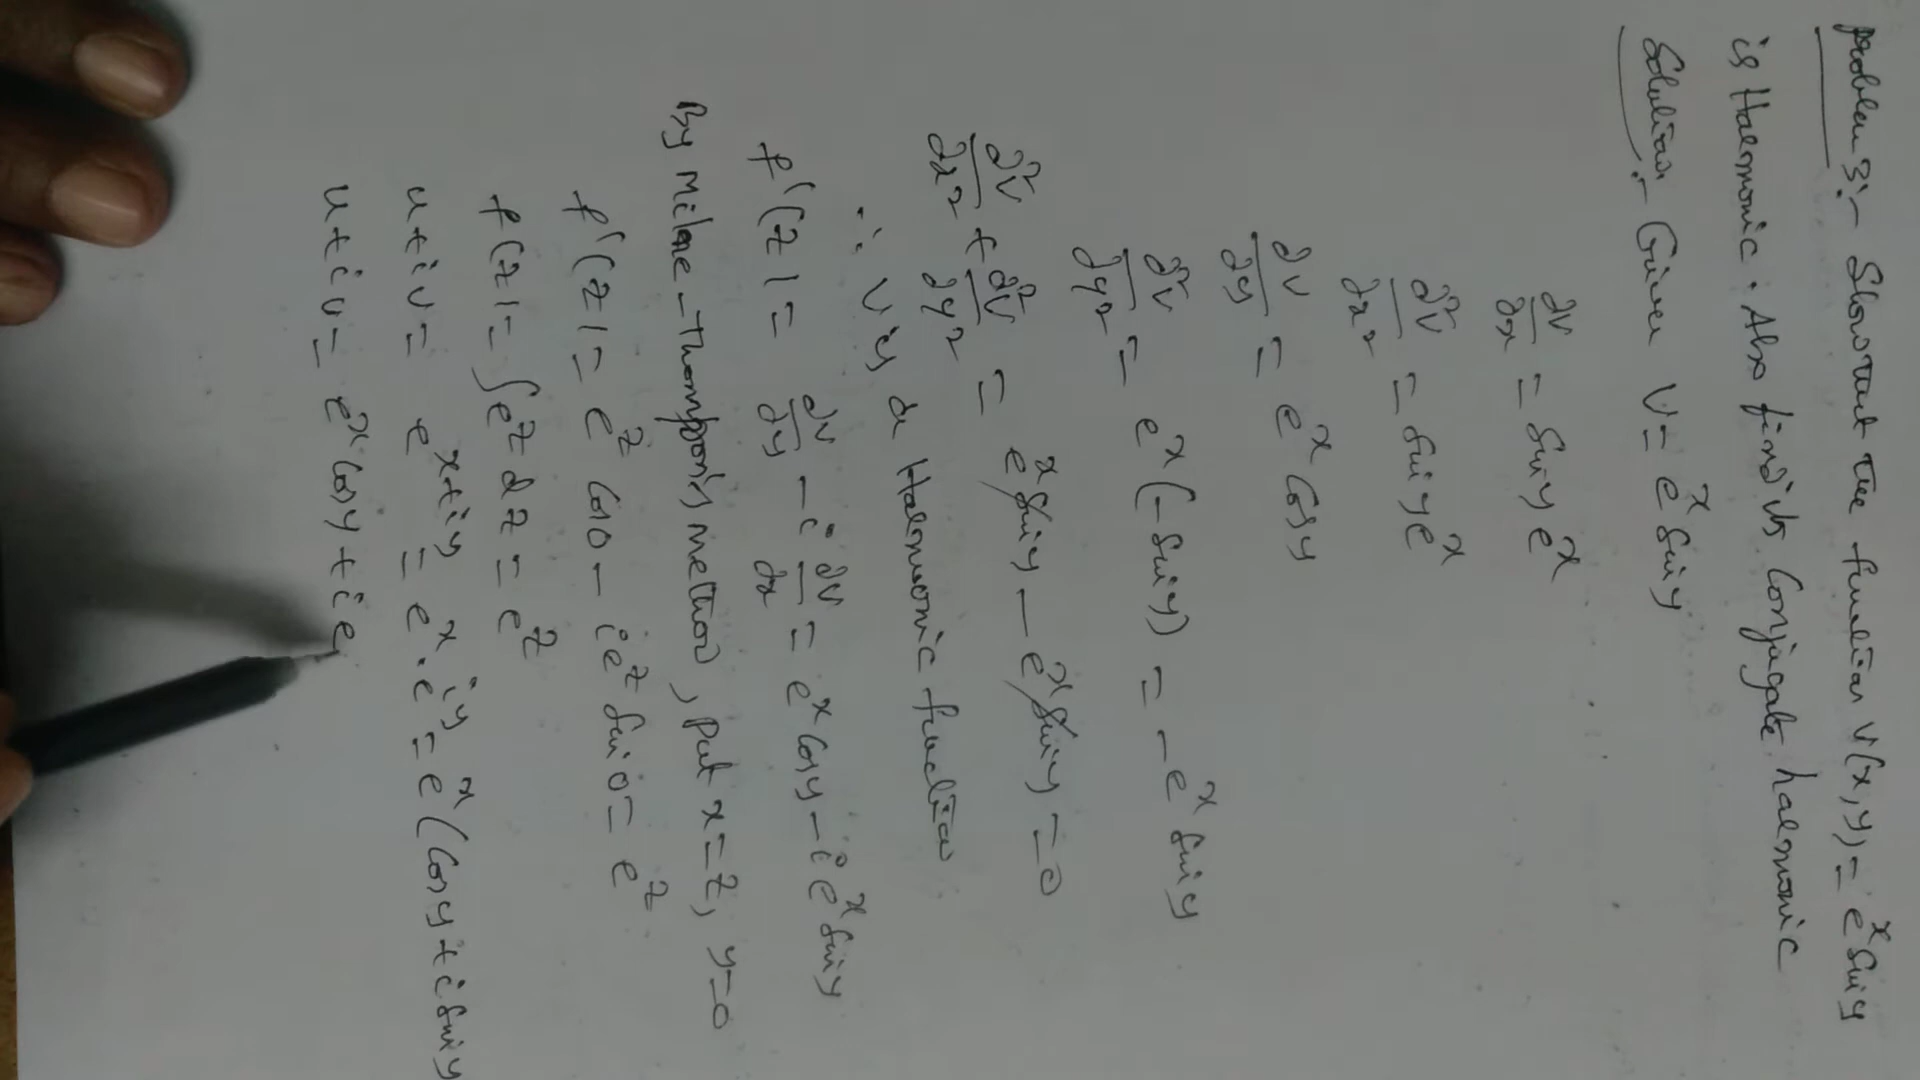 Problem 3:- Show that the function V(x,y) = e^x sin y
is Harmonic. Also find its Conjugate harmonic
Solution:- Given V = e^x sin y
∂v/∂x = sin y e^x
∂²v/∂x² = sin y e^x
∂v/∂y = e^x cos y
∂²v/∂y² = e^x (-sin y) = -e^x sin y
∂²v/∂x² + ∂²v/∂y² = e^x sin y - e^x sin y = 0
∴ V is a Harmonic function
f'(z) = ∂v/∂y - i ∂v/∂x = e^x cos y - i e^x sin y
By Milne-Thompson's method, put x = z, y = 0
f'(z) = e^z cos 0 - i e^z sin 0 = e^z
f(z) = ∫ e^z dz = e^z
u + iv = e^(x+iy) = e^x . e^(iy) = e^x (cos y + i sin y
u + iv = e^x cos y + i e